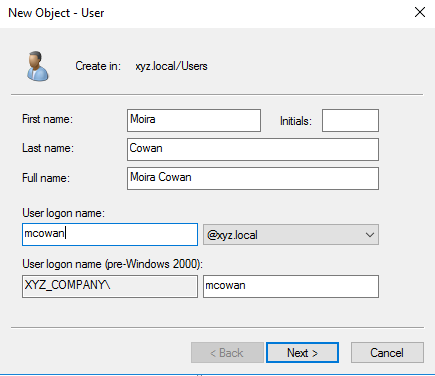 New Object - User
Create in: xyz.local/Users
First name: Moira Initials:
Last name: Cowan
Full name: Moira Cowan
User logon name:
mcowan @xyz.local
User logon name (pre-Windows 2000):
XYZ_COMPANY\ mcowan
< Back Next > Cancel